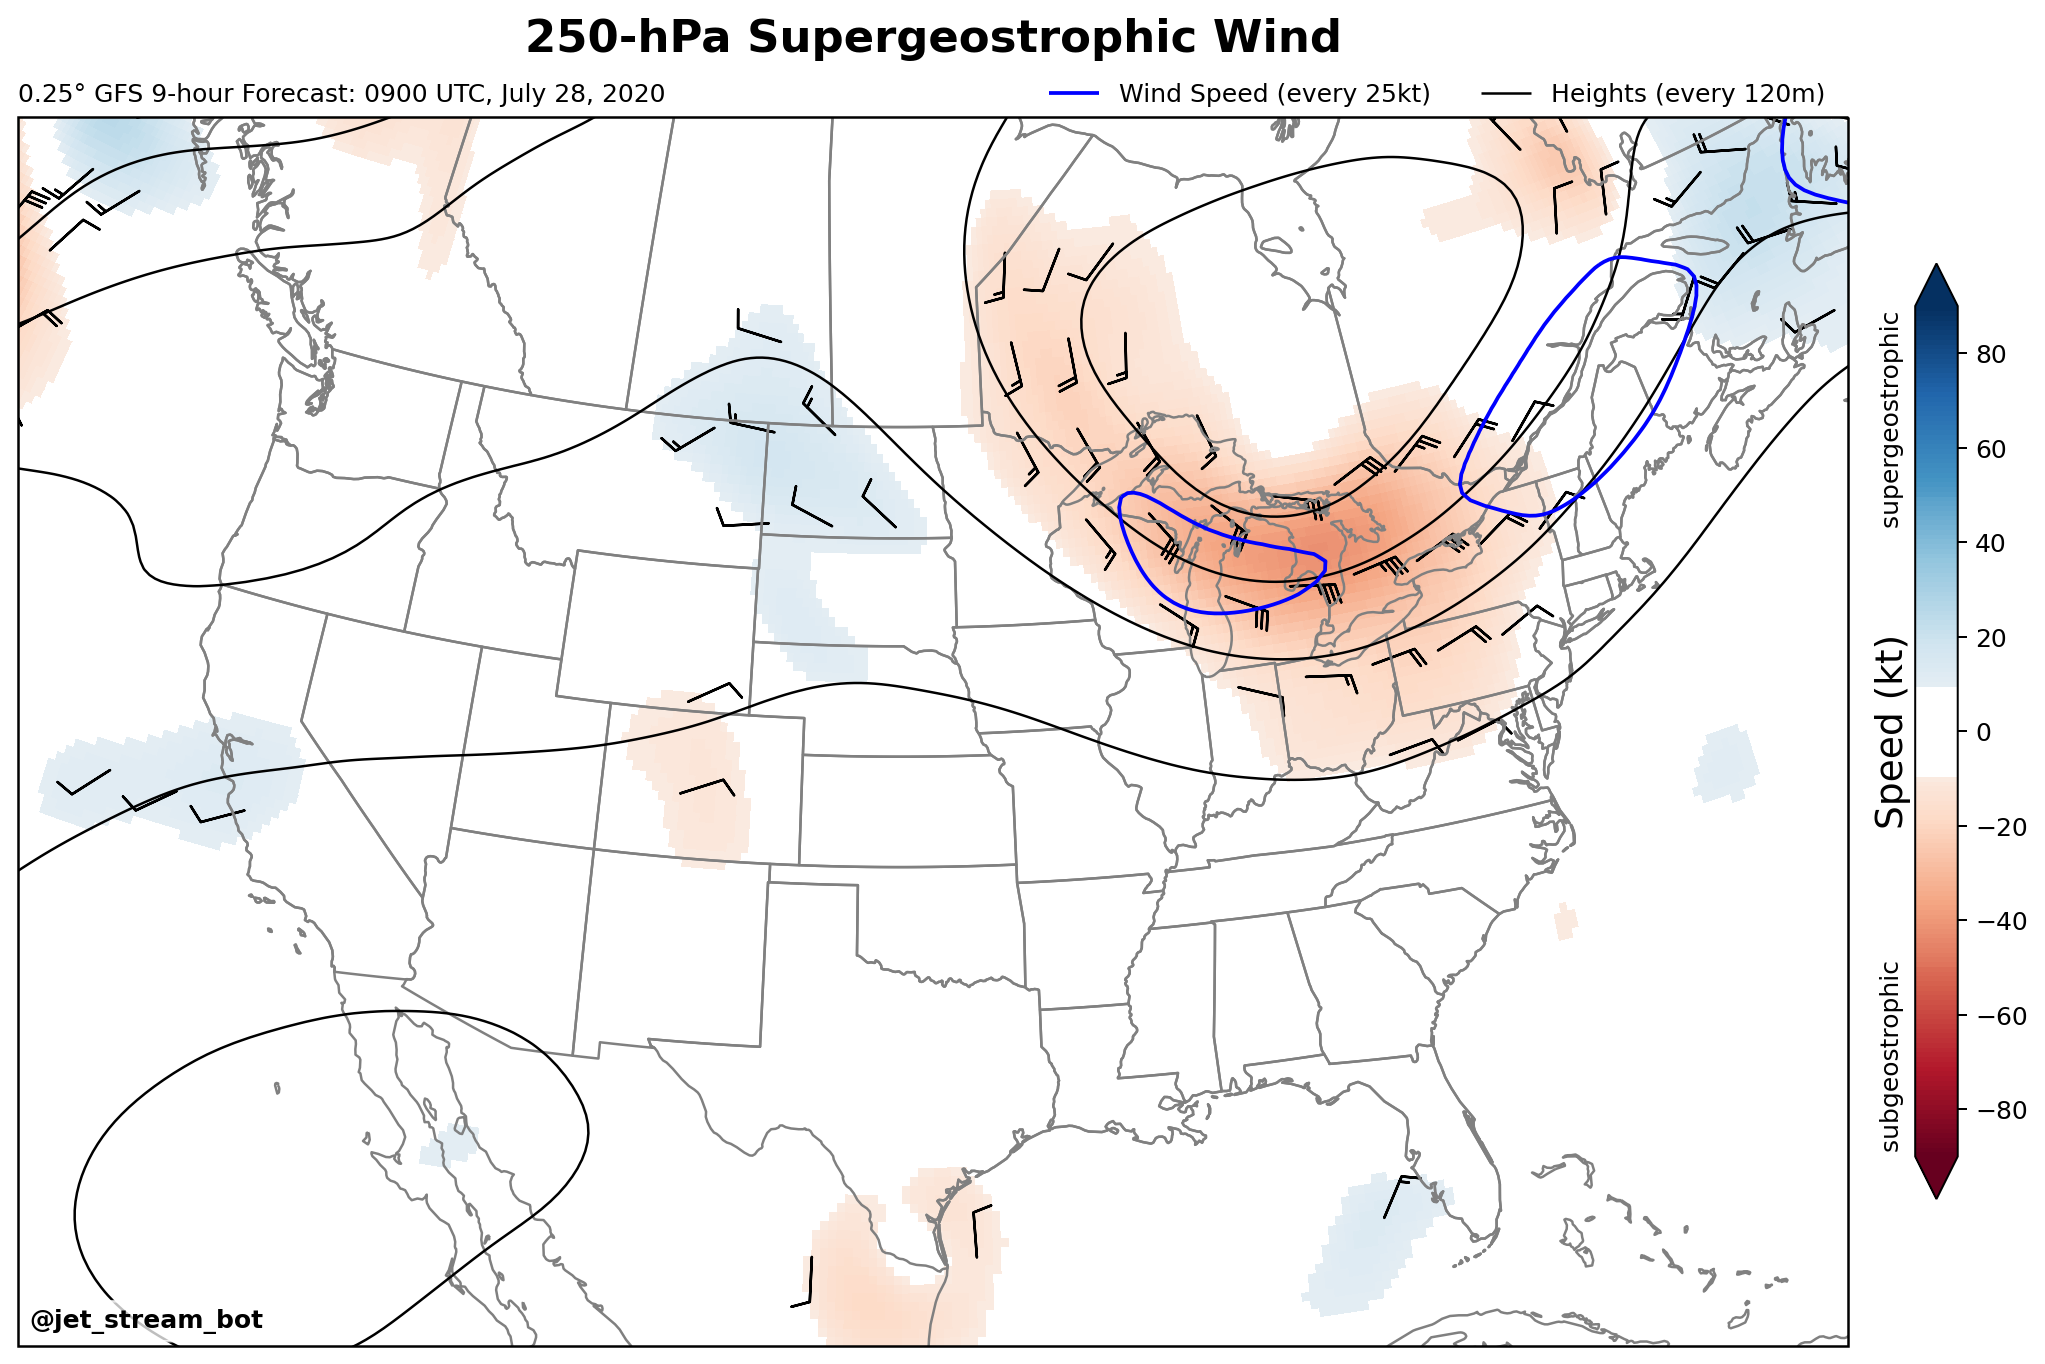 250-hPa Supergeostrophic Wind
0.25° GFS 9-hour Forecast: 0900 UTC, July 28, 2020
Wind Speed (every 25kt)
Heights (every 120m)
supergeostrophic
Speed (kt)
subgeostrophic
80
60
40
20
0
−20
−40
−60
−80
@jet_stream_bot